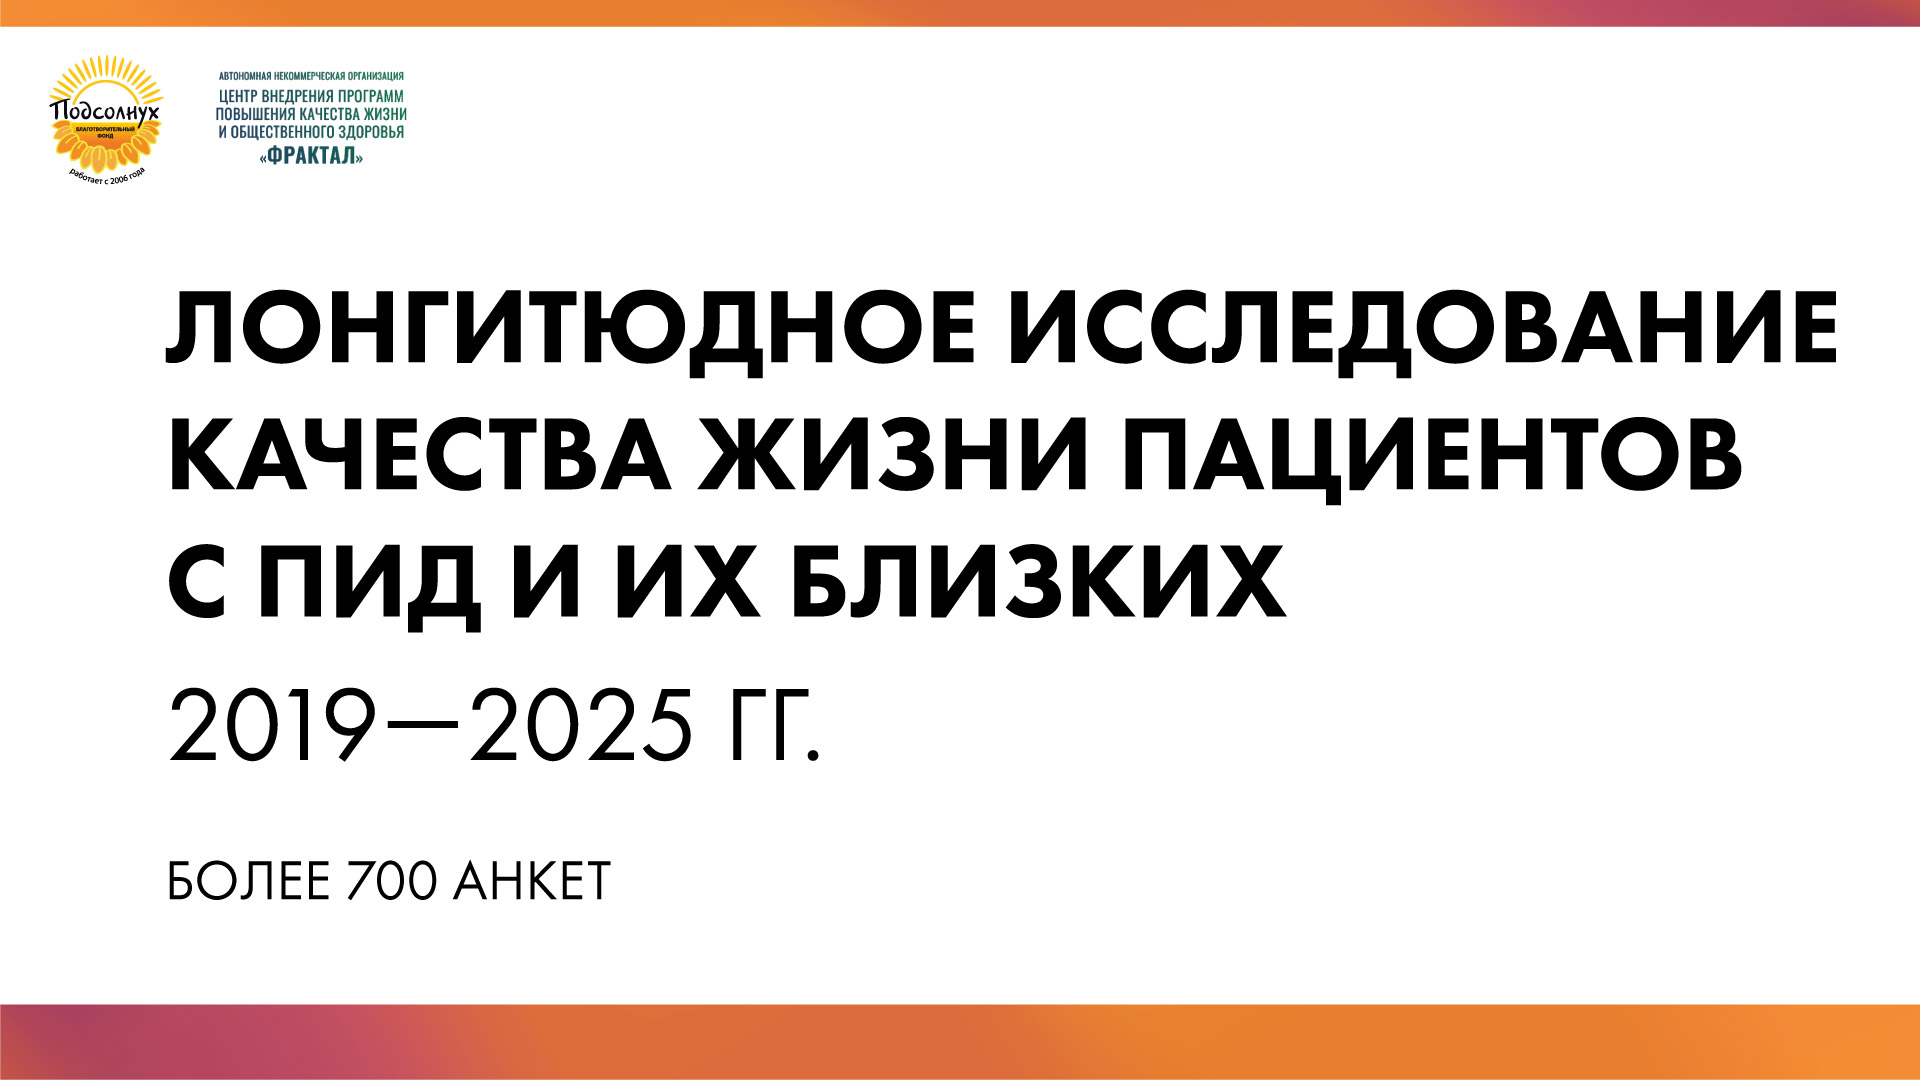 Подсолнух
БЛАГОТВОРИТЕЛЬНЫЙ
ФОНД
работает с 2006 года
АВТОНОМНАЯ НЕКОММЕРЧЕСКАЯ ОРГАНИЗАЦИЯ
ЦЕНТР ВНЕДРЕНИЯ ПРОГРАММ
ПОВЫШЕНИЯ КАЧЕСТВА ЖИЗНИ
И ОБЩЕСТВЕННОГО ЗДОРОВЬЯ
«ФРАКТАЛ»
ЛОНГИТЮДНОЕ ИССЛЕДОВАНИЕ
КАЧЕСТВА ЖИЗНИ ПАЦИЕНТОВ
С ПИД И ИХ БЛИЗКИХ
2019—2025 ГГ.
БОЛЕЕ 700 АНКЕТ